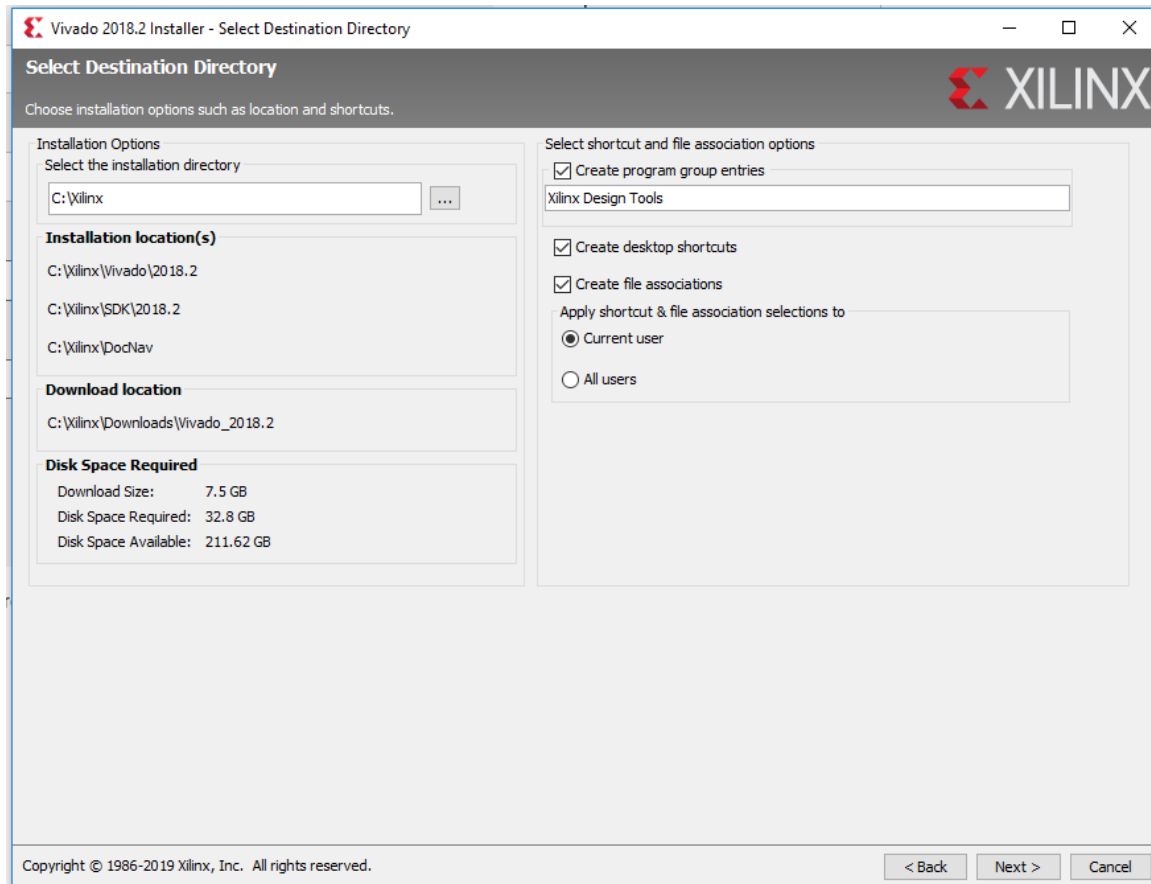 Vivado 2018.2 Installer - Select Destination Directory
Select Destination Directory
Choose installation options such as location and shortcuts.
XILINX
Installation Options
Select the installation directory
C:\Xilinx
...
Installation location(s)
C:\Xilinx\Vivado\2018.2
C:\Xilinx\SDK\2018.2
C:\Xilinx\DocNav
Download location
C:\Xilinx\Downloads\Vivado_2018.2
Disk Space Required
Download Size: 7.5 GB
Disk Space Required: 32.8 GB
Disk Space Available: 211.62 GB
Select shortcut and file association options
Create program group entries
Xilinx Design Tools
Create desktop shortcuts
Create file associations
Apply shortcut & file association selections to
Current user
All users
Copyright © 1986-2019 Xilinx, Inc. All rights reserved.
< Back Next > Cancel